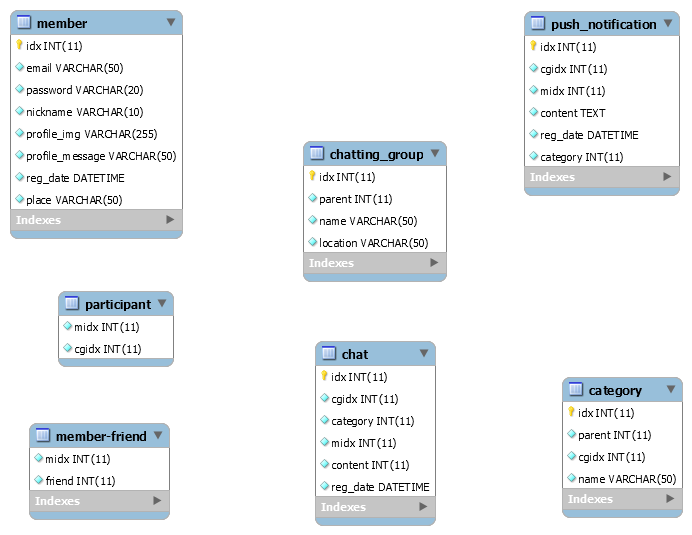 member
idx INT(11)
email VARCHAR(50)
password VARCHAR(20)
nickname VARCHAR(10)
profile_img VARCHAR(255)
profile_message VARCHAR(50)
reg_date DATETIME
place VARCHAR(50)
Indexes
push_notification
idx INT(11)
cgidx INT(11)
midx INT(11)
content TEXT
reg_date DATETIME
category INT(11)
Indexes
chatting_group
idx INT(11)
parent INT(11)
name VARCHAR(50)
location VARCHAR(50)
Indexes
participant
midx INT(11)
cgidx INT(11)
chat
idx INT(11)
cgidx INT(11)
category INT(11)
midx INT(11)
content INT(11)
reg_date DATETIME
Indexes
category
idx INT(11)
parent INT(11)
cgidx INT(11)
name VARCHAR(50)
Indexes
member-friend
midx INT(11)
friend INT(11)
Indexes